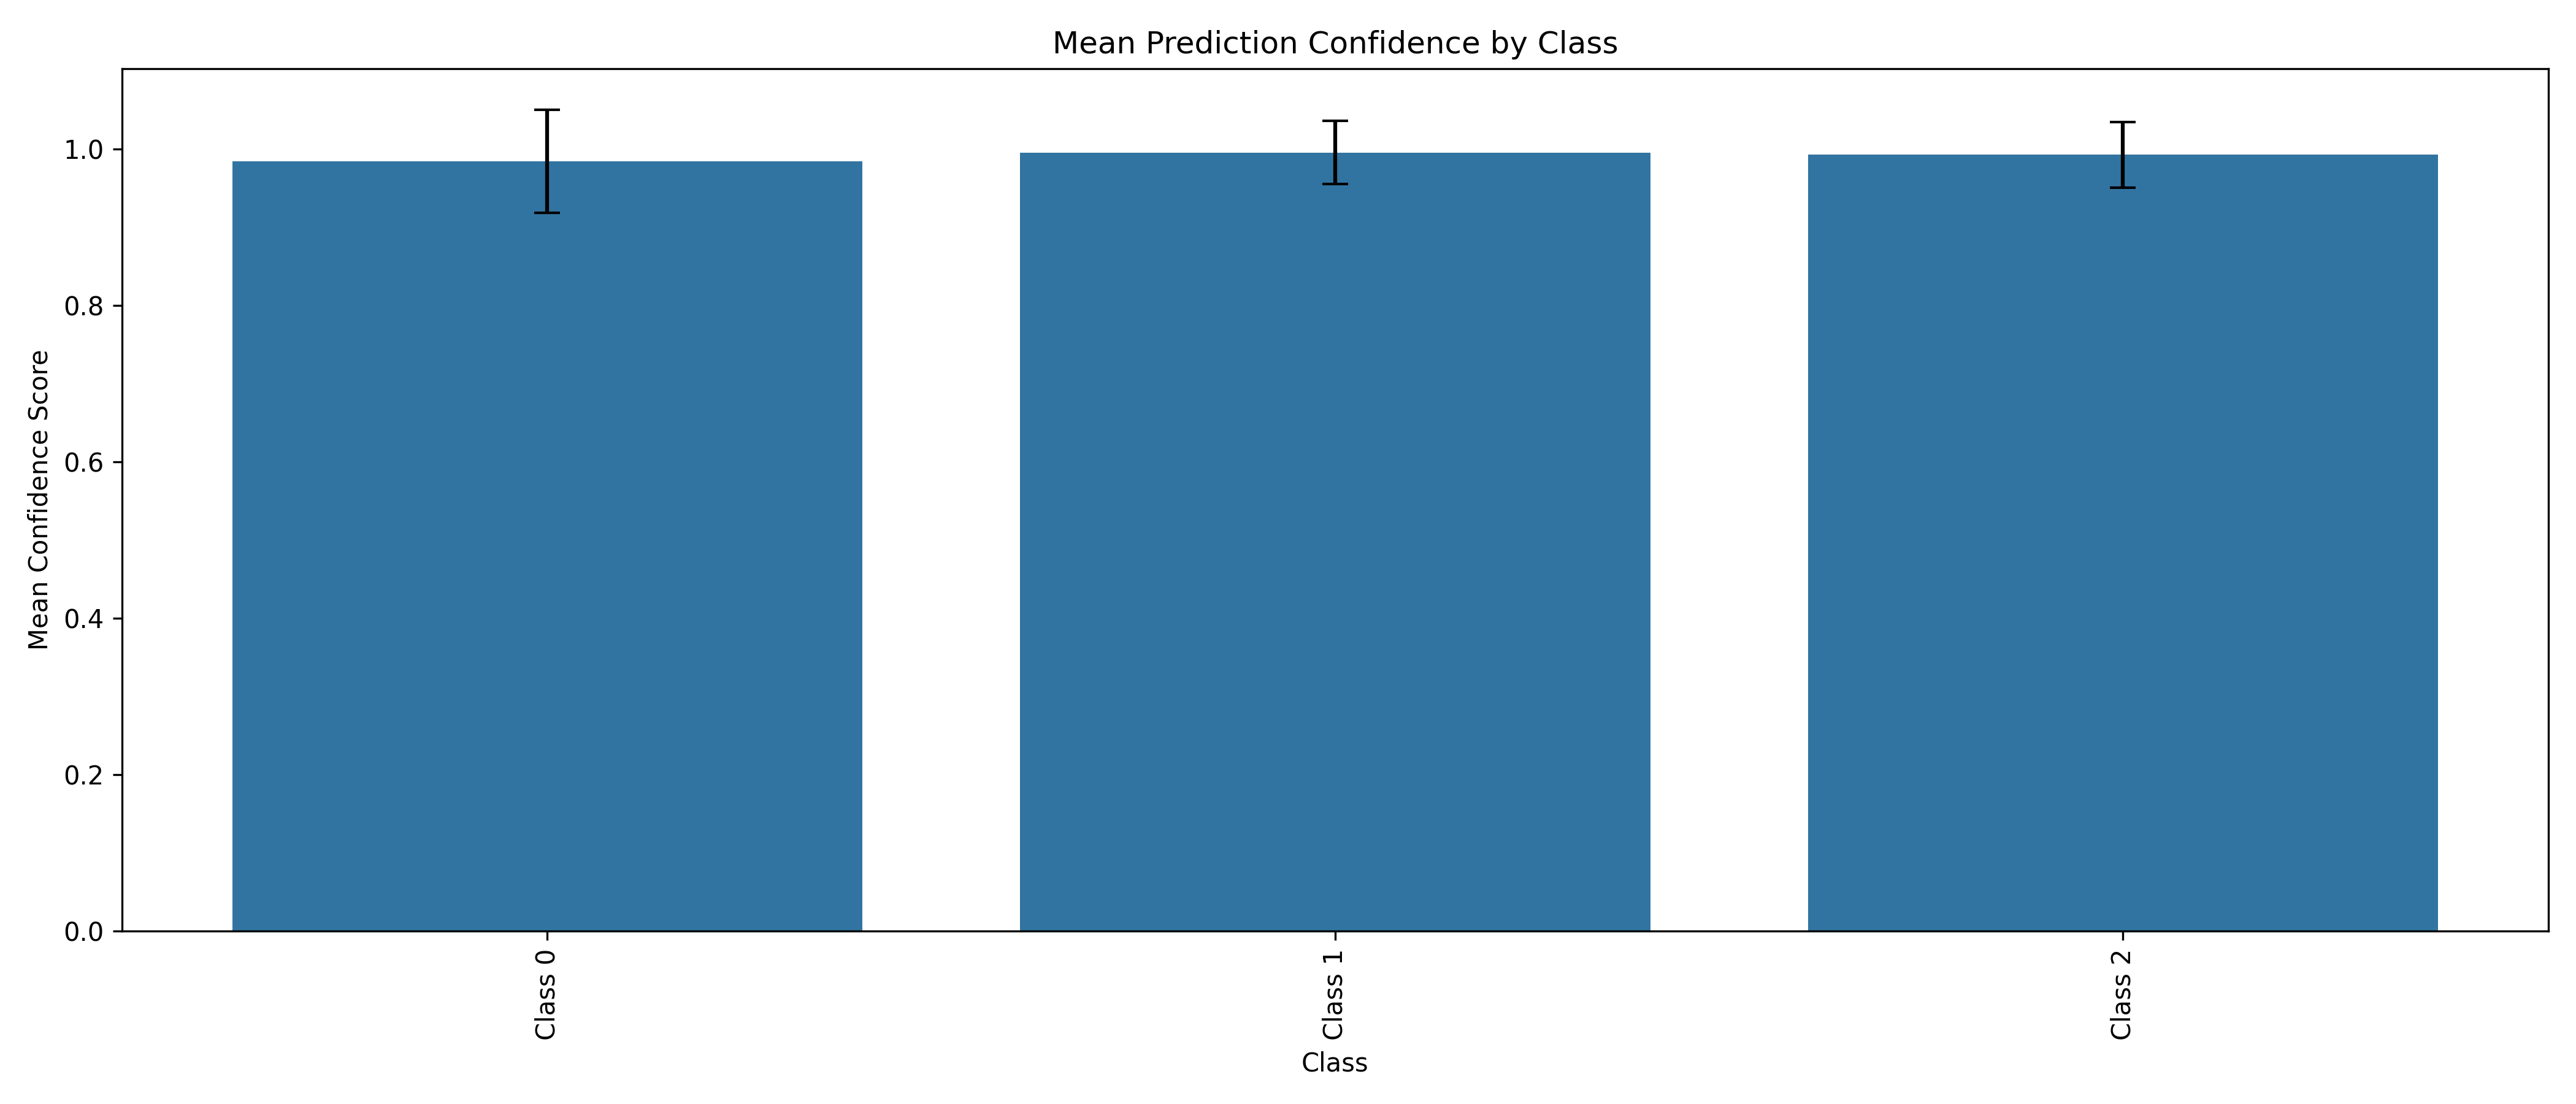 Mean Prediction Confidence by Class
Mean Confidence Score
1.0
0.8
0.6
0.4
0.2
0.0
Class 0
Class 1
Class 2
Class